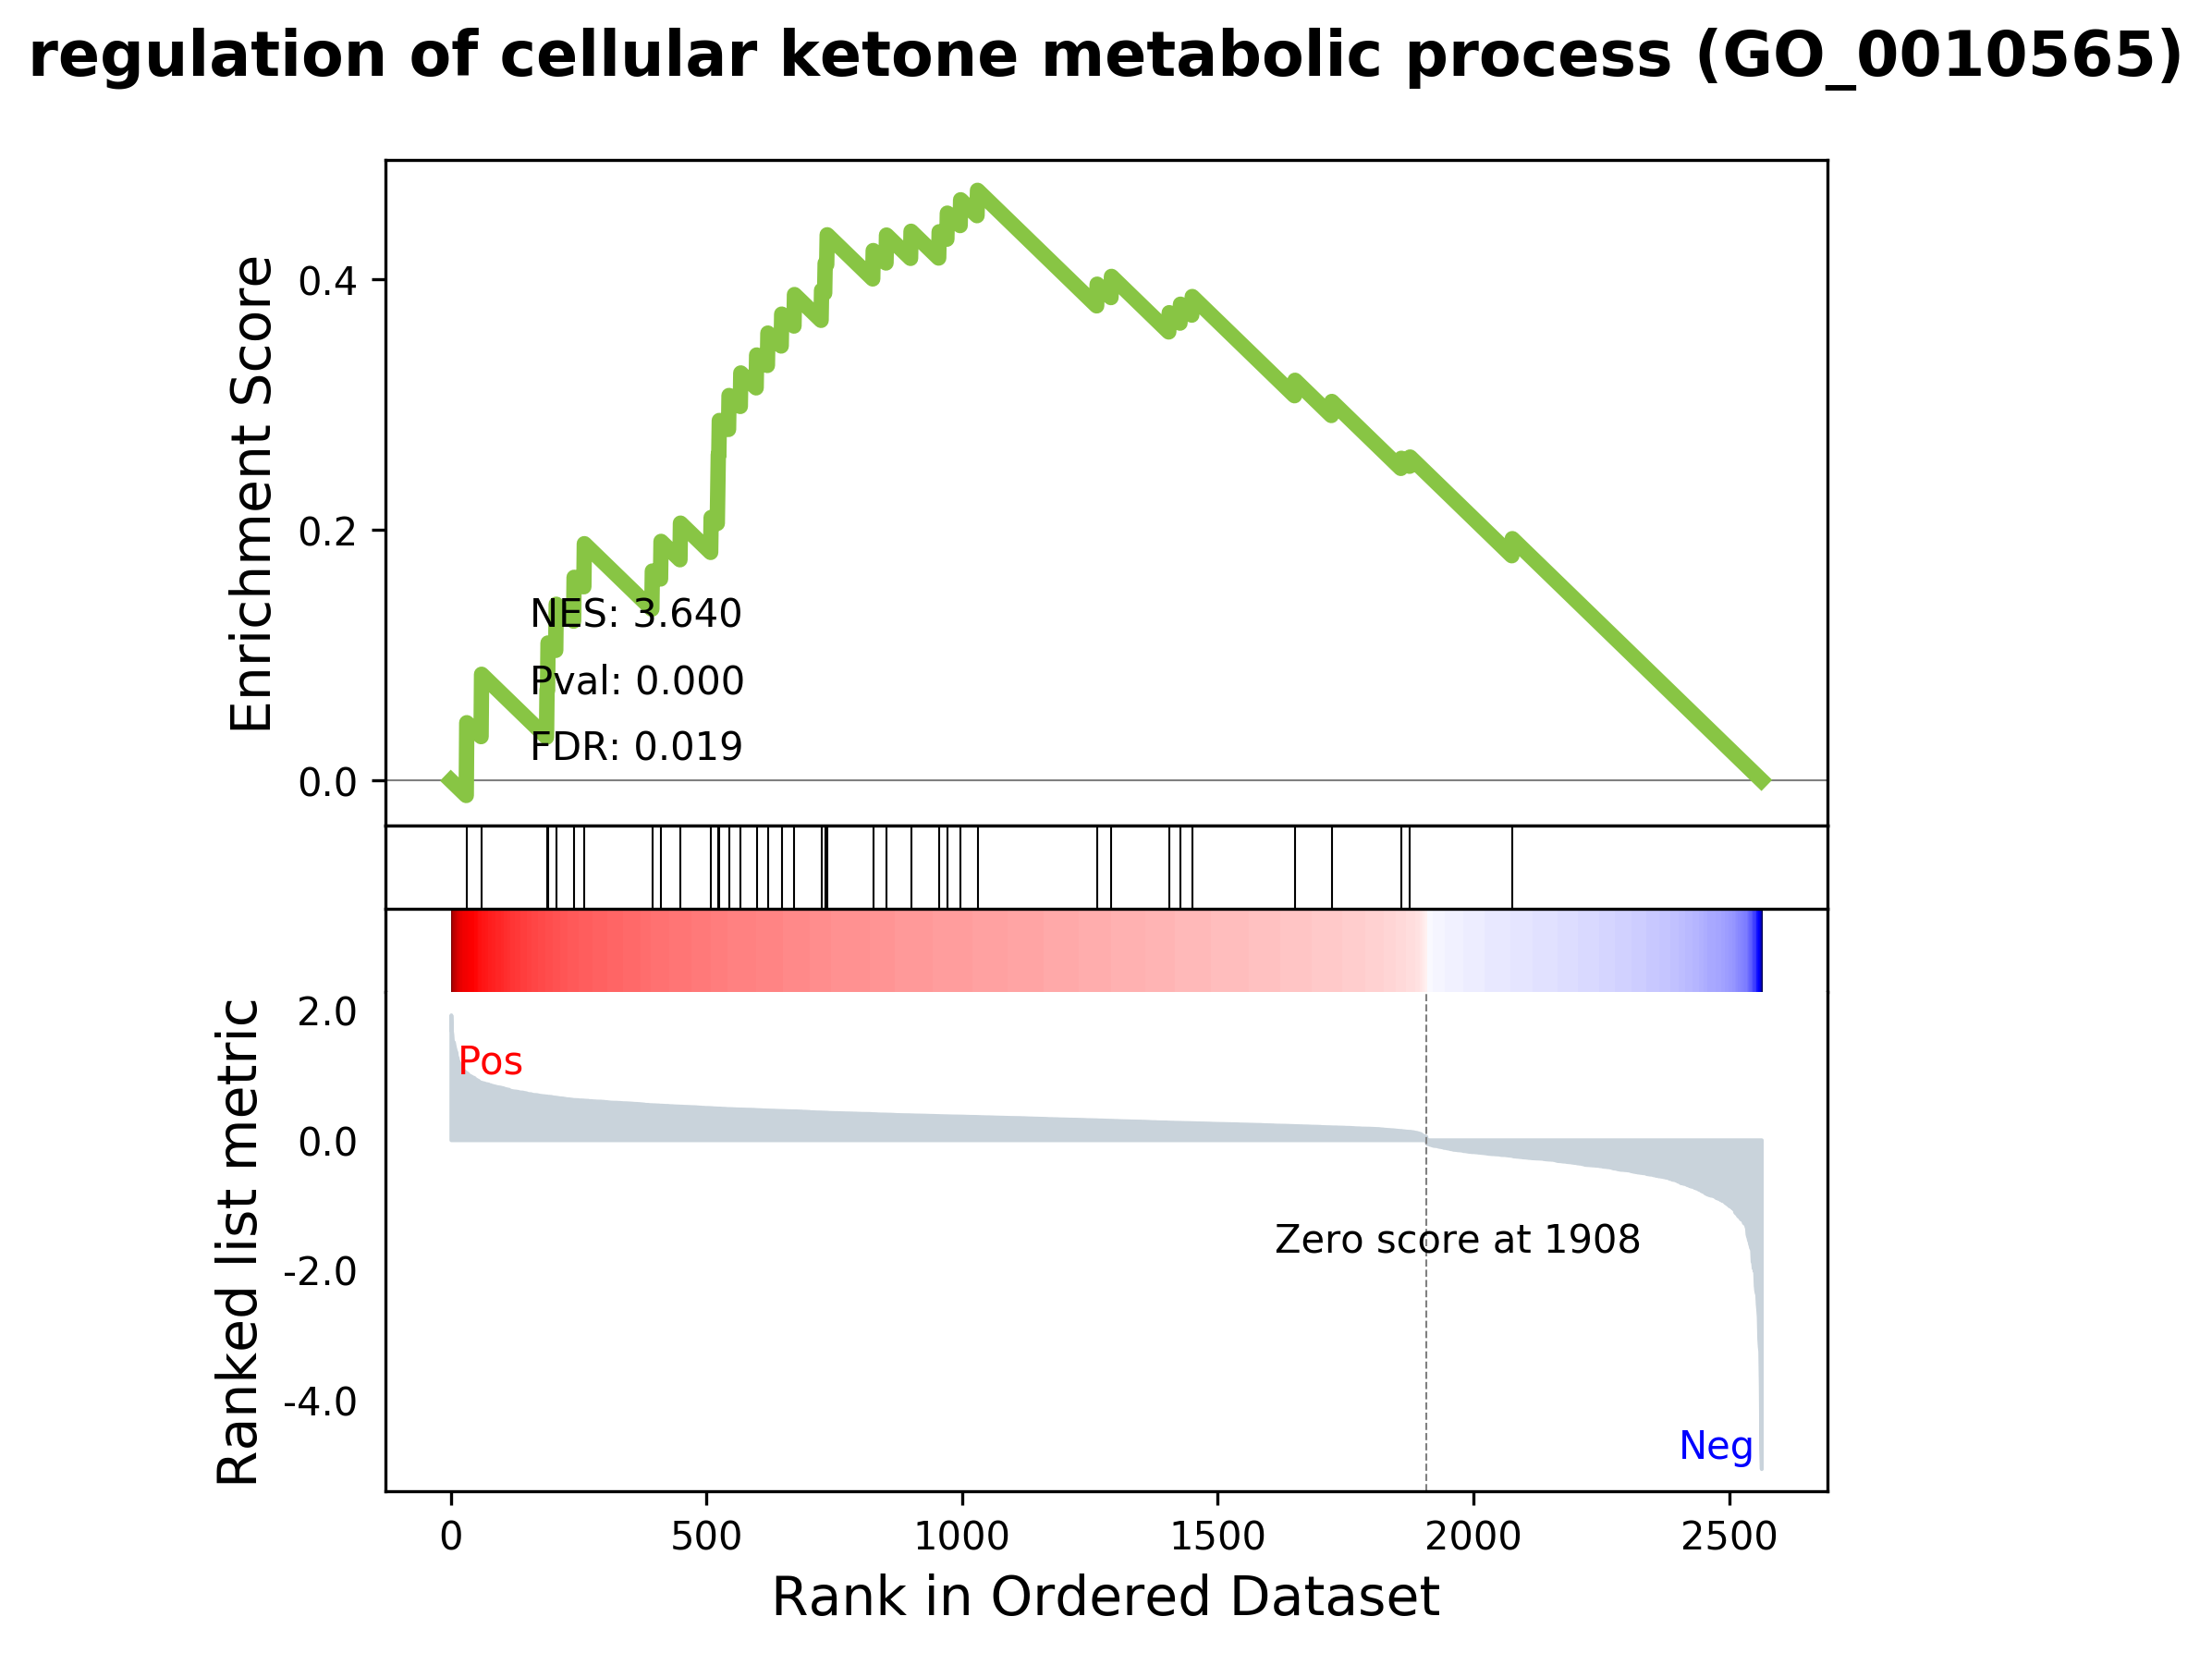 regulation of cellular ketone metabolic process (GO_0010565)
Enrichment Score
0.4
0.2
0.0
NES: 3.640
Pval: 0.000
FDR: 0.019
Ranked list metric
2.0
0.0
-2.0
-4.0
Pos
Zero score at 1908
Neg
0 500 1000 1500 2000 2500
Rank in Ordered Dataset